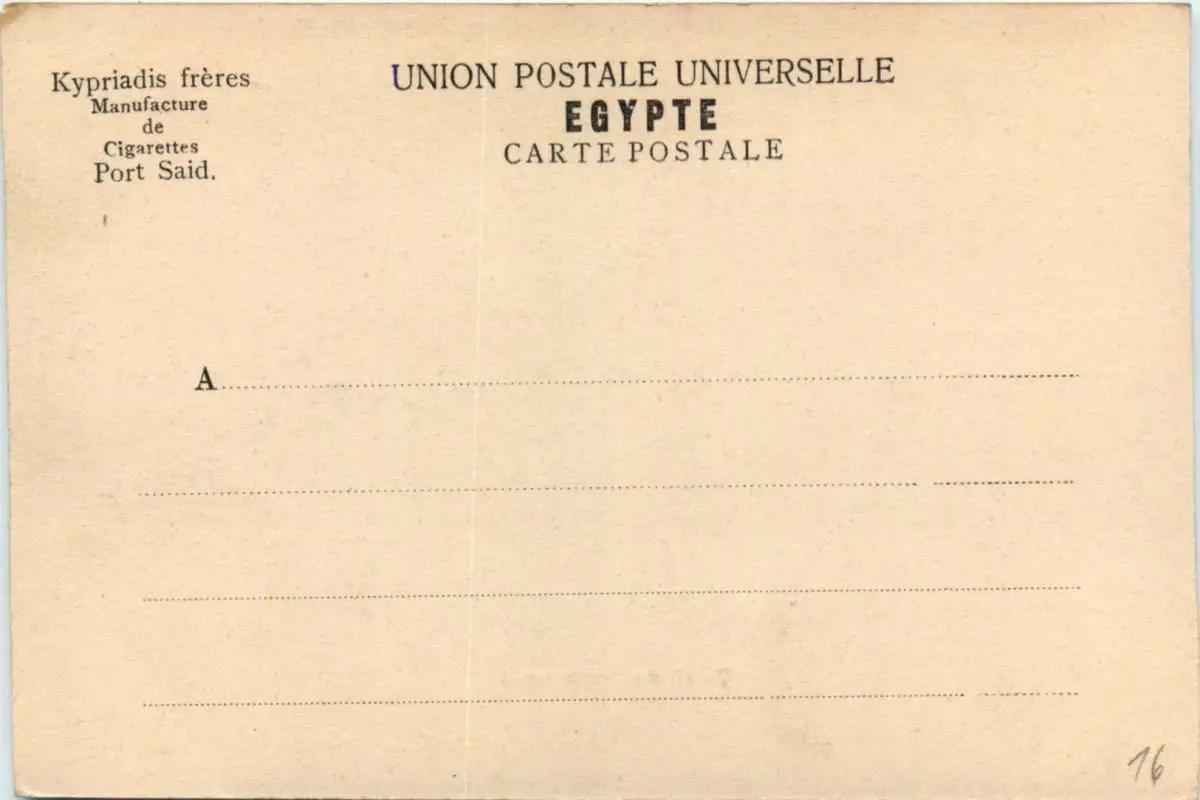 Kypriadis frères
Manufacture
de
Cigarettes
Port Said.
UNION POSTALE UNIVERSELLE
EGYPTE
CARTE POSTALE
A
16